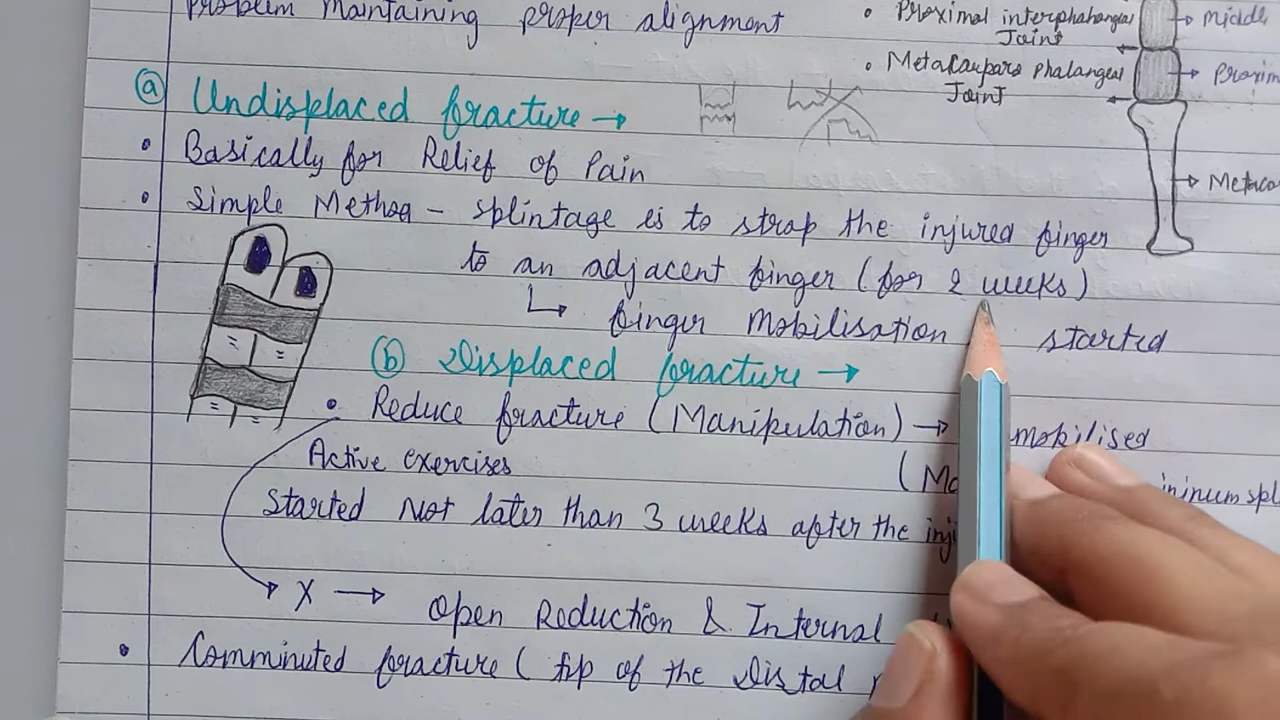 Problem Maintaining proper alignment
• Proximal interphalangeal Joint
→ Middle
• Metacarpars Phalangeal Joint
→ Proxim
ⓐ Undisplaced fracture →
• Basically for Relief of Pain
→ Metaca
• Simple Method – splintage is to strap the injured finger
to an adjacent finger (for 2 weeks)
↳ finger Mobilisation started
ⓑ Displaced fracture →
• Reduce fracture (Manipulation) → mobilised
Active exercises
Started Not later than 3 weeks after the inj
X → Open Reduction & Internal
• Comminuted fracture ( tip of the Distal